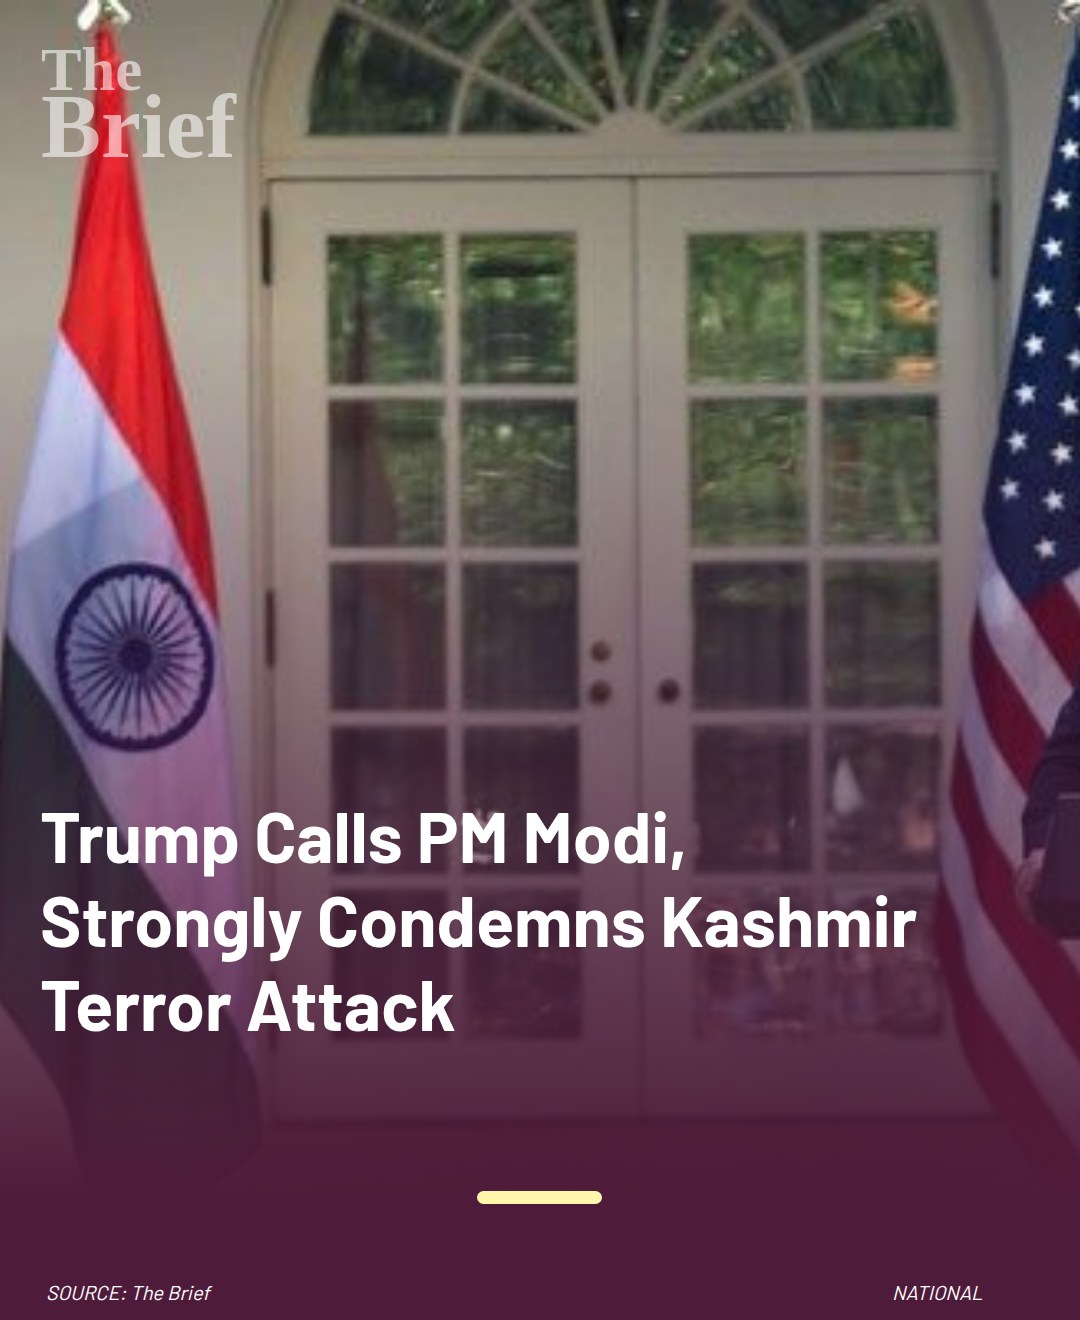 The
Brief
Trump Calls PM Modi,
Strongly Condemns Kashmir
Terror Attack
SOURCE: The Brief
NATIONAL